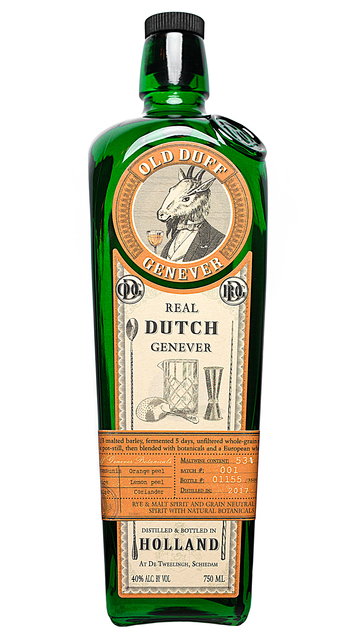 OLD DUFF
GENEVER
REAL
DUTCH
GENEVER
malted barley, fermented 5 days, unfiltered whole-grain
pot-still, then blended with botanicals and a European
Orange peel
Lemon peel
Coriander
MALTWINE CONTENT: 53%
BATCH #: 001
BOTTLE #: 01155
DISTILLED IN: 2017
RYE & MALT SPIRIT AND GRAIN NEUTRAL
SPIRIT WITH NATURAL BOTANICALS
DISTILLED & BOTTLED IN
HOLLAND
AT DE TWEELINGH, SCHIEDAM
40% ALC. BY VOL 750 ML